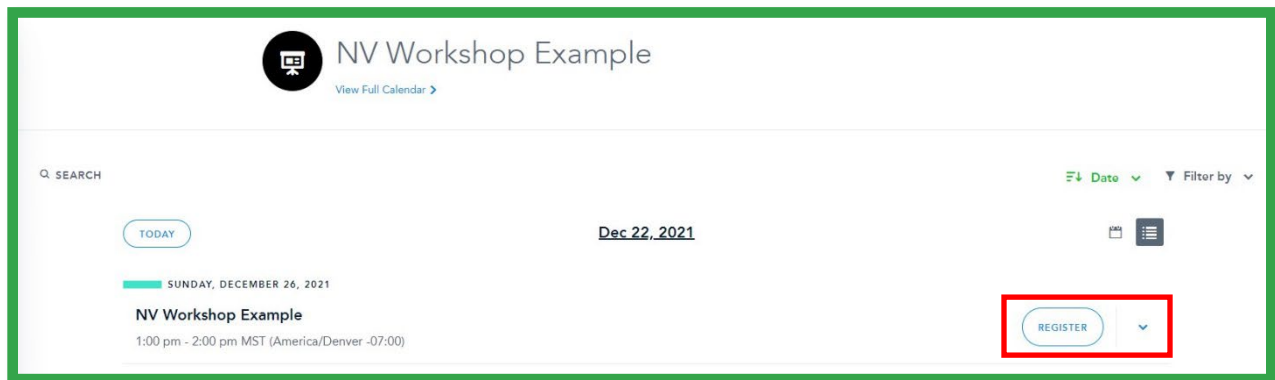 NV Workshop Example
View Full Calendar
SEARCH
Date
Filter by
TODAY
Dec 22, 2021
SUNDAY, DECEMBER 26, 2021
NV Workshop Example
REGISTER
1:00 pm - 2:00 pm MST (America/Denver -07:00)